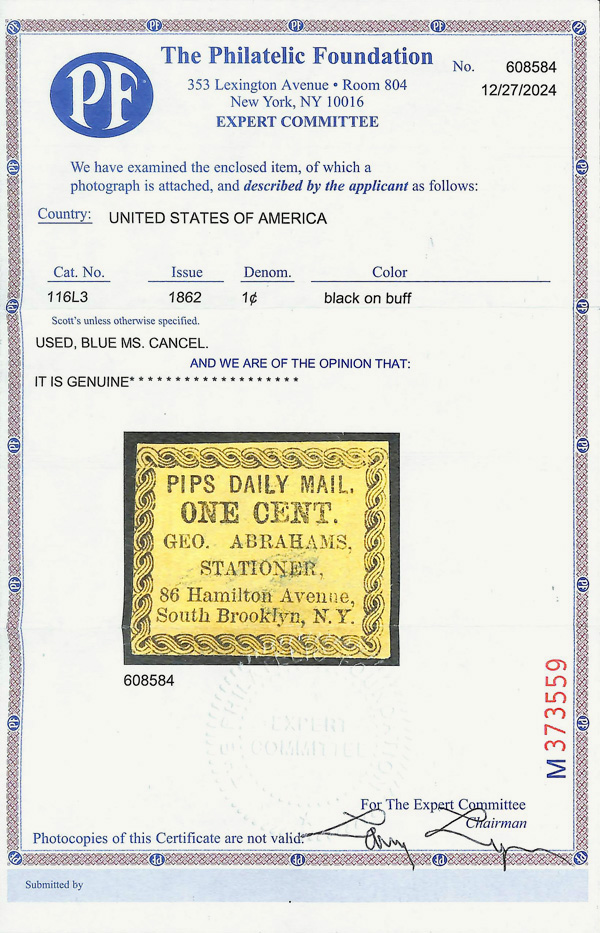 PF
The Philatelic Foundation
353 Lexington Avenue • Room 804
New York, NY 10016
EXPERT COMMITTEE
No. 608584
12/27/2024
We have examined the enclosed item, of which a
photograph is attached, and described by the applicant as follows:
Country: UNITED STATES OF AMERICA
Cat. No. Issue Denom. Color
116L3 1862 1¢ black on buff
Scott's unless otherwise specified.
USED, BLUE MS. CANCEL.
AND WE ARE OF THE OPINION THAT:
IT IS GENUINE* * * * * * * * * * * * * * * * * * *
PIPS DAILY MAIL,
ONE CENT.
GEO. ABRAHAMS,
STATIONER,
86 Hamilton Avenue,
South Brooklyn, N.Y.
608584
EXPERT
COMMITTEE
M 373559
For The Expert Committee
Chairman
Photocopies of this Certificate are not valid.
Submitted by